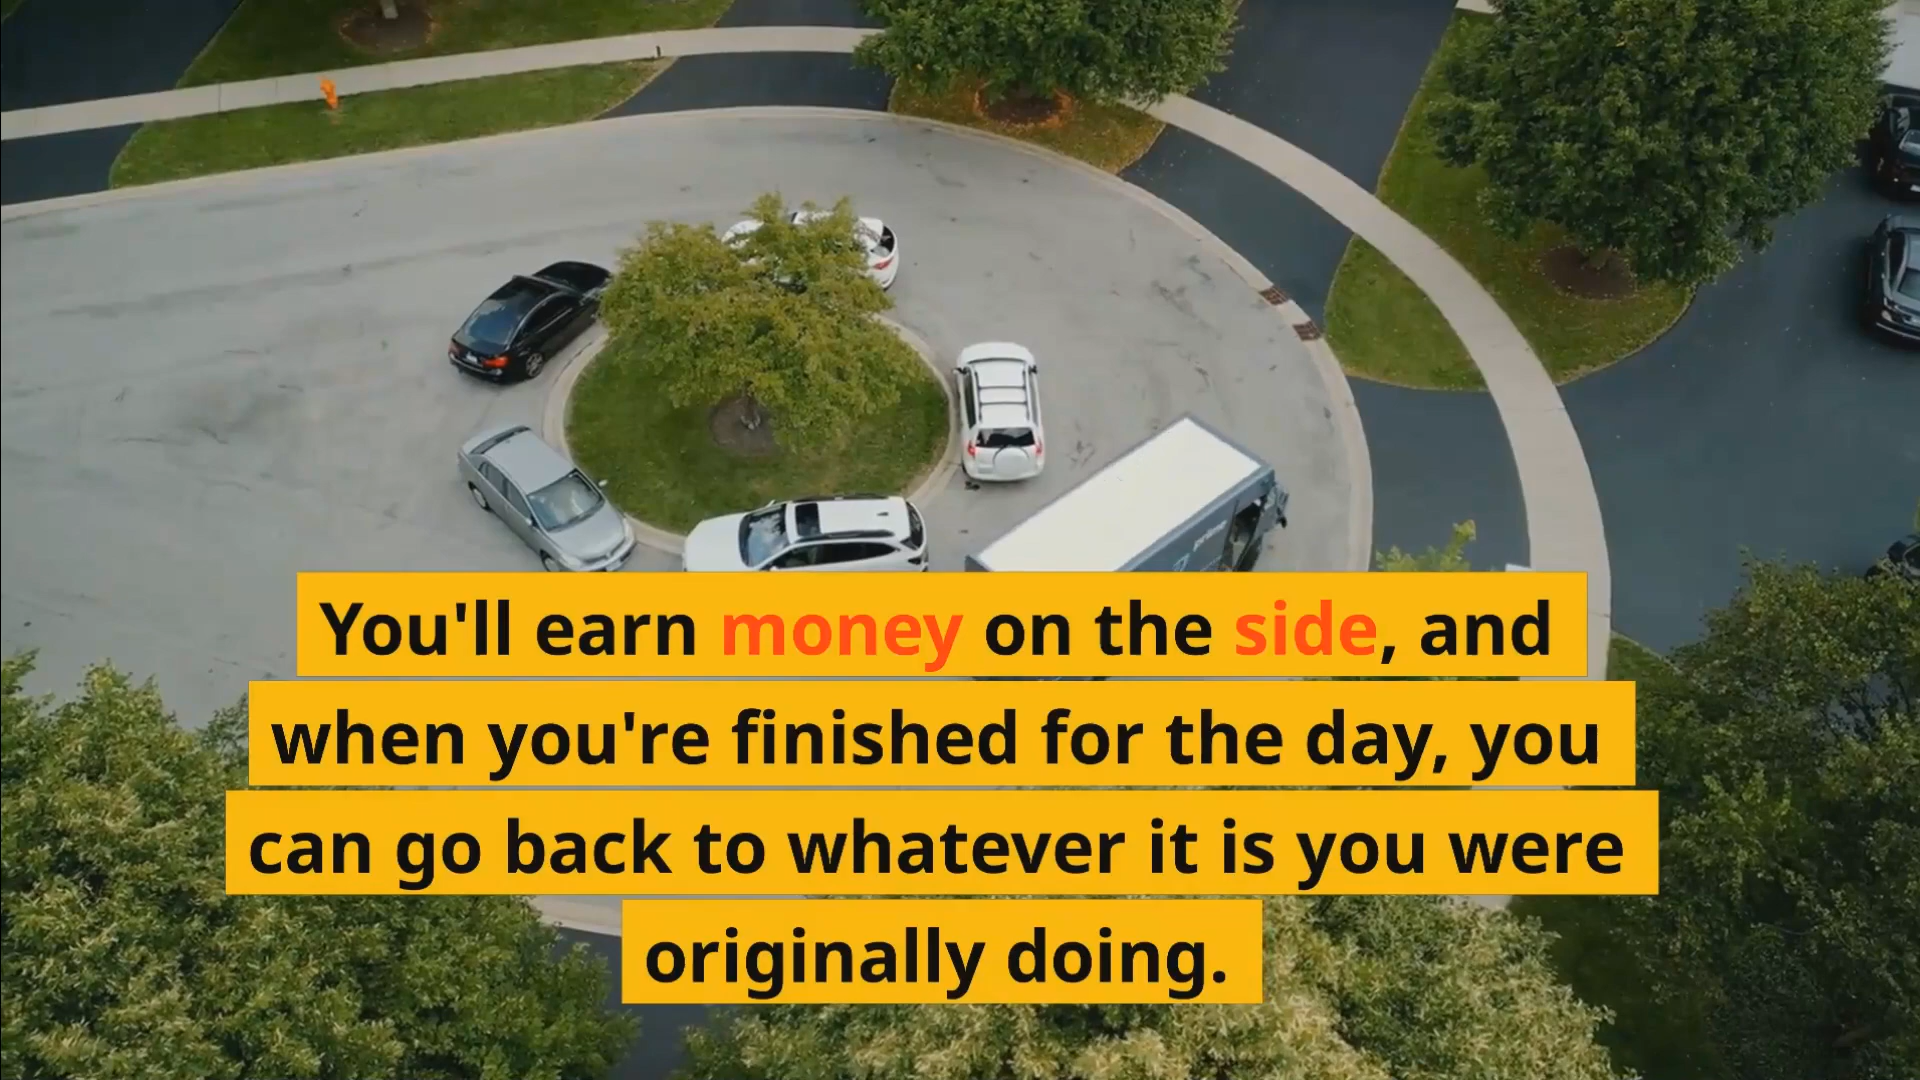 prime
You'll earn money on the side, and
when you're finished for the day, you
can go back to whatever it is you were
originally doing.